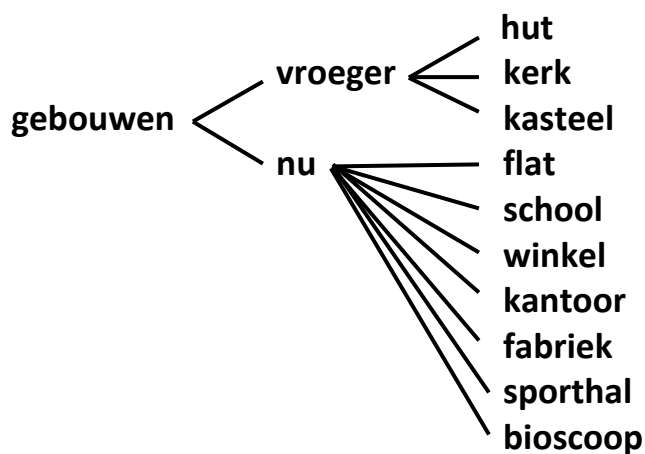 gebouwen
vroeger
hut
kerk
kasteel
nu
flat
school
winkel
kantoor
fabriek
sporthal
bioscoop